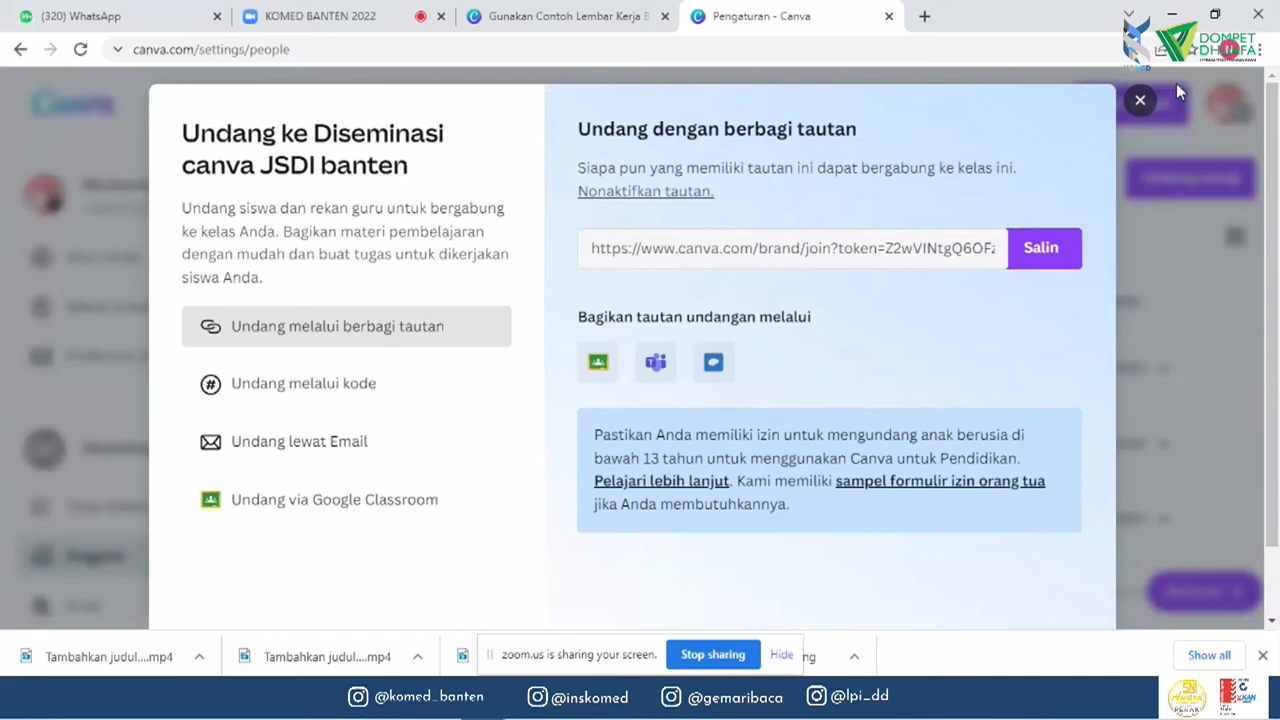 (320) WhatsApp
KOMED BANTEN 2022
Gunakan Contoh Lembar Kerja B
Pengaturan - Canva
canva.com/settings/people
DOMPET
DHUAFA
Undang ke Diseminasi
canva JSDI banten
Undang siswa dan rekan guru untuk bergabung
ke kelas Anda. Bagikan materi pembelajaran
dengan mudah dan buat tugas untuk dikerjakan
siswa Anda.
Undang melalui berbagi tautan
Undang melalui kode
Undang lewat Email
Undang via Google Classroom
Undang dengan berbagi tautan
Siapa pun yang memiliki tautan ini dapat bergabung ke kelas ini.
Nonaktifkan tautan.
https://www.canva.com/brand/join?token=Z2wVINtgQ6OFz
Salin
Bagikan tautan undangan melalui
Pastikan Anda memiliki izin untuk mengundang anak berusia di
bawah 13 tahun untuk menggunakan Canva untuk Pendidikan.
Pelajari lebih lanjut. Kami memiliki sampel formulir izin orang tua
jika Anda membutuhkannya.
Tambahkan judul....mp4
Tambahkan judul....mp4
zoom.us is sharing your screen.
Stop sharing
Hide
ng
Show all
@komed_banten
@inskomed
@gemaribaca
@lpi_dd